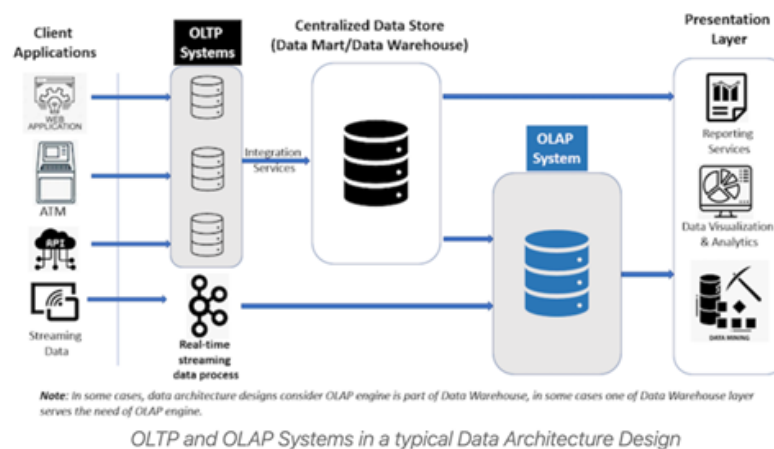 Client
Applications
OLTP
Systems
Centralized Data Store
(Data Mart/Data Warehouse)
Presentation
Layer
WEB
APPLICATION
ATM
API
Streaming
Data
Integration
Services
Real-time
streaming
data process
OLAP
System
Reporting
Services
Data Visualization
& Analytics
DATA MINING
Note: In some cases, data architecture designs consider OLAP engine is part of Data Warehouse, in some cases one of Data Warehouse layer
serves the need of OLAP engine.
OLTP and OLAP Systems in a typical Data Architecture Design